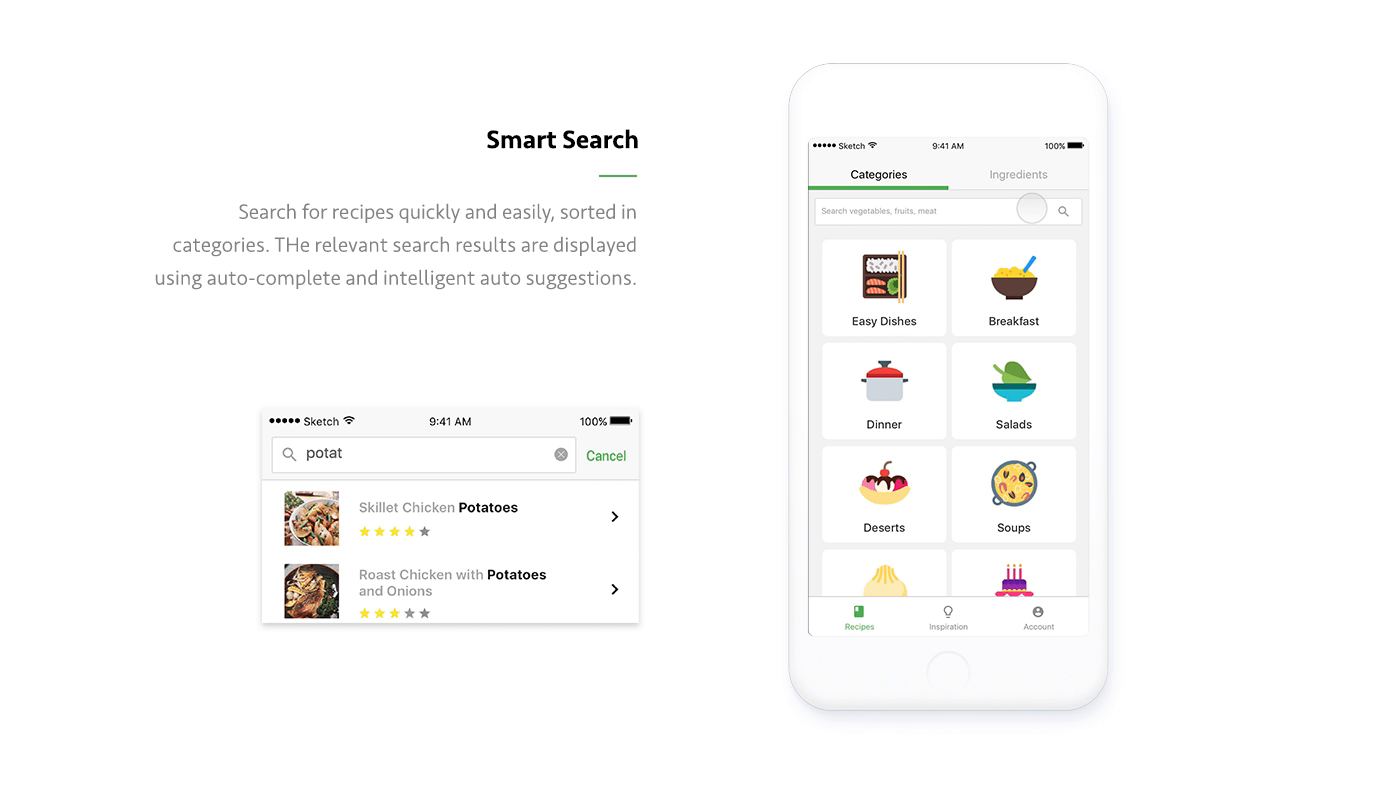 Smart Search
Search for recipes quickly and easily, sorted in
categories. THe relevant search results are displayed
using auto-complete and intelligent auto suggestions.
Sketch 9:41 AM 100%
potat Cancel
Skillet Chicken Potatoes
Roast Chicken with Potatoes
and Onions
Sketch 9:41 AM 100%
Categories Ingredients
Search vegetables, fruits, meat
Easy Dishes Breakfast
Dinner Salads
Deserts Soups
Recipes Inspiration Account